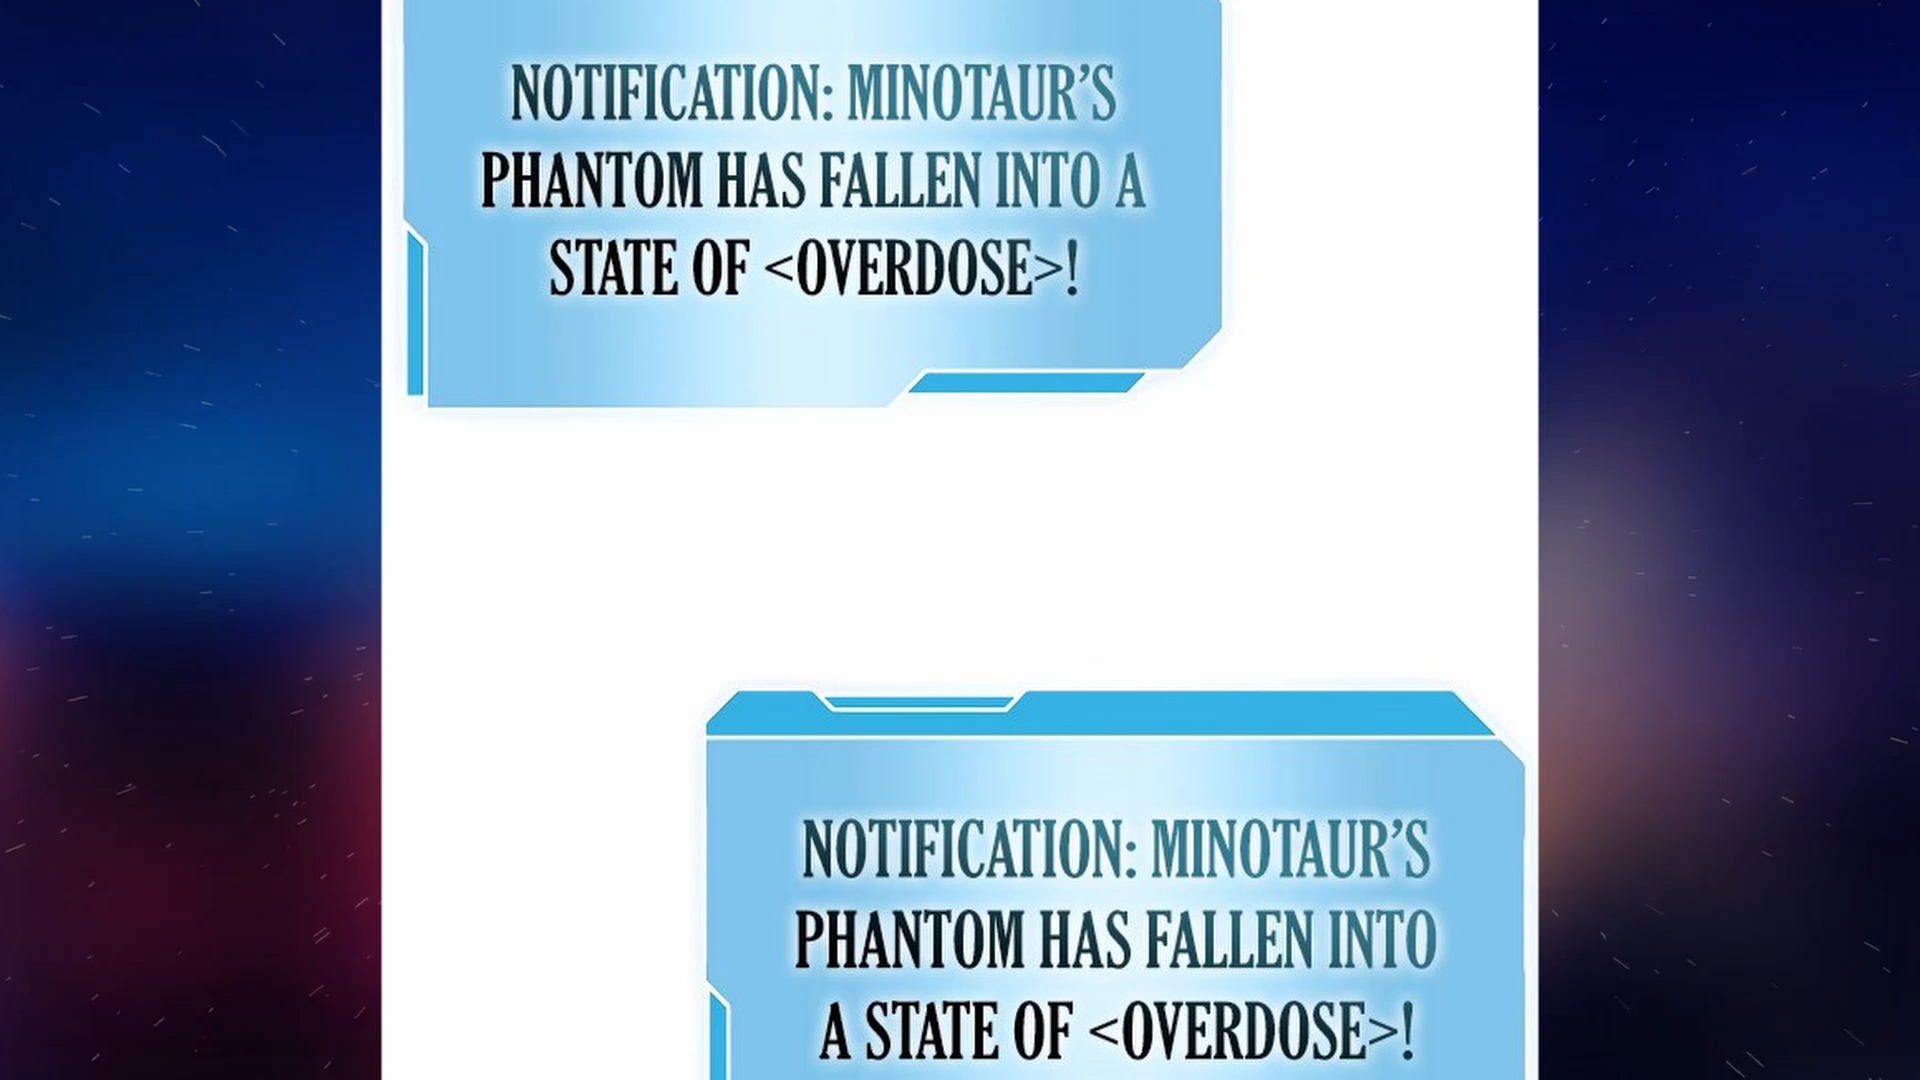 NOTIFICATION: MINOTAUR'S
PHANTOM HAS FALLEN INTO A
STATE OF <OVERDOSE>!
NOTIFICATION: MINOTAUR'S
PHANTOM HAS FALLEN INTO
A STATE OF <OVERDOSE>!